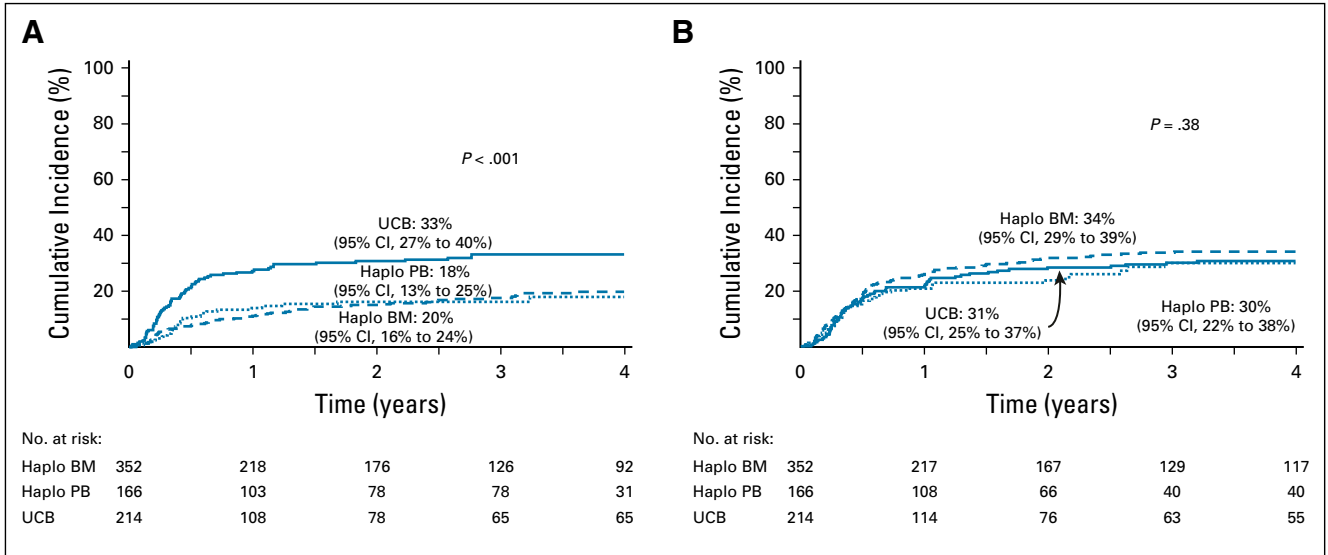 A
Cumulative Incidence (%)
100
80
60
40
20
P < .001
UCB: 33%
(95% CI, 27% to 40%)
Haplo PB: 18%
(95% CI, 13% to 25%)
Haplo BM: 20%
(95% CI, 16% to 24%)
0 1 2 3 4
Time (years)
No. at risk:
Haplo BM 352 218 176 126 92
Haplo PB 166 103 78 78 31
UCB 214 108 78 65 65
B
Cumulative Incidence (%)
100
80
60
40
20
P = .38
Haplo BM: 34%
(95% CI, 29% to 39%)
UCB: 31%
(95% CI, 25% to 37%)
Haplo PB: 30%
(95% CI, 22% to 38%)
0 1 2 3 4
Time (years)
No. at risk:
Haplo BM 352 217 167 129 117
Haplo PB 166 108 66 40 40
UCB 214 114 76 63 55